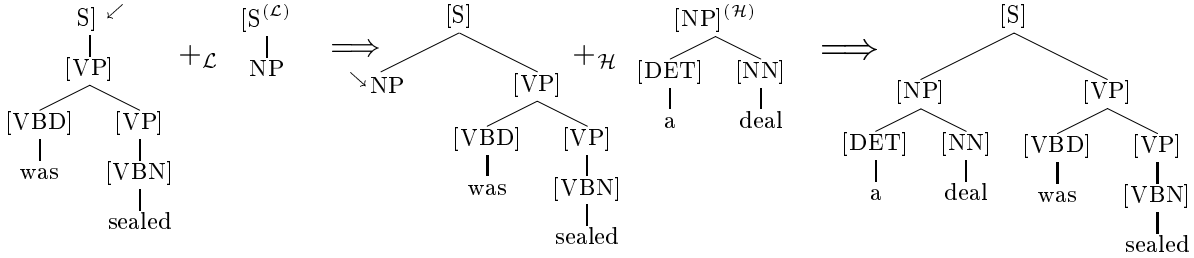 S] ↙ +𝓛 [S^(𝓛) ⟹ [S] +𝓗 [NP]^(𝓗) ⟹ [S]
[VP] NP ↘NP [VP] [DET] [NN] [NP] [VP]
[VBD] [VP] [VBD] [VP] a deal [DET] [NN] [VBD] [VP]
was [VBN] was [VBN] a deal was [VBN]
sealed sealed sealed